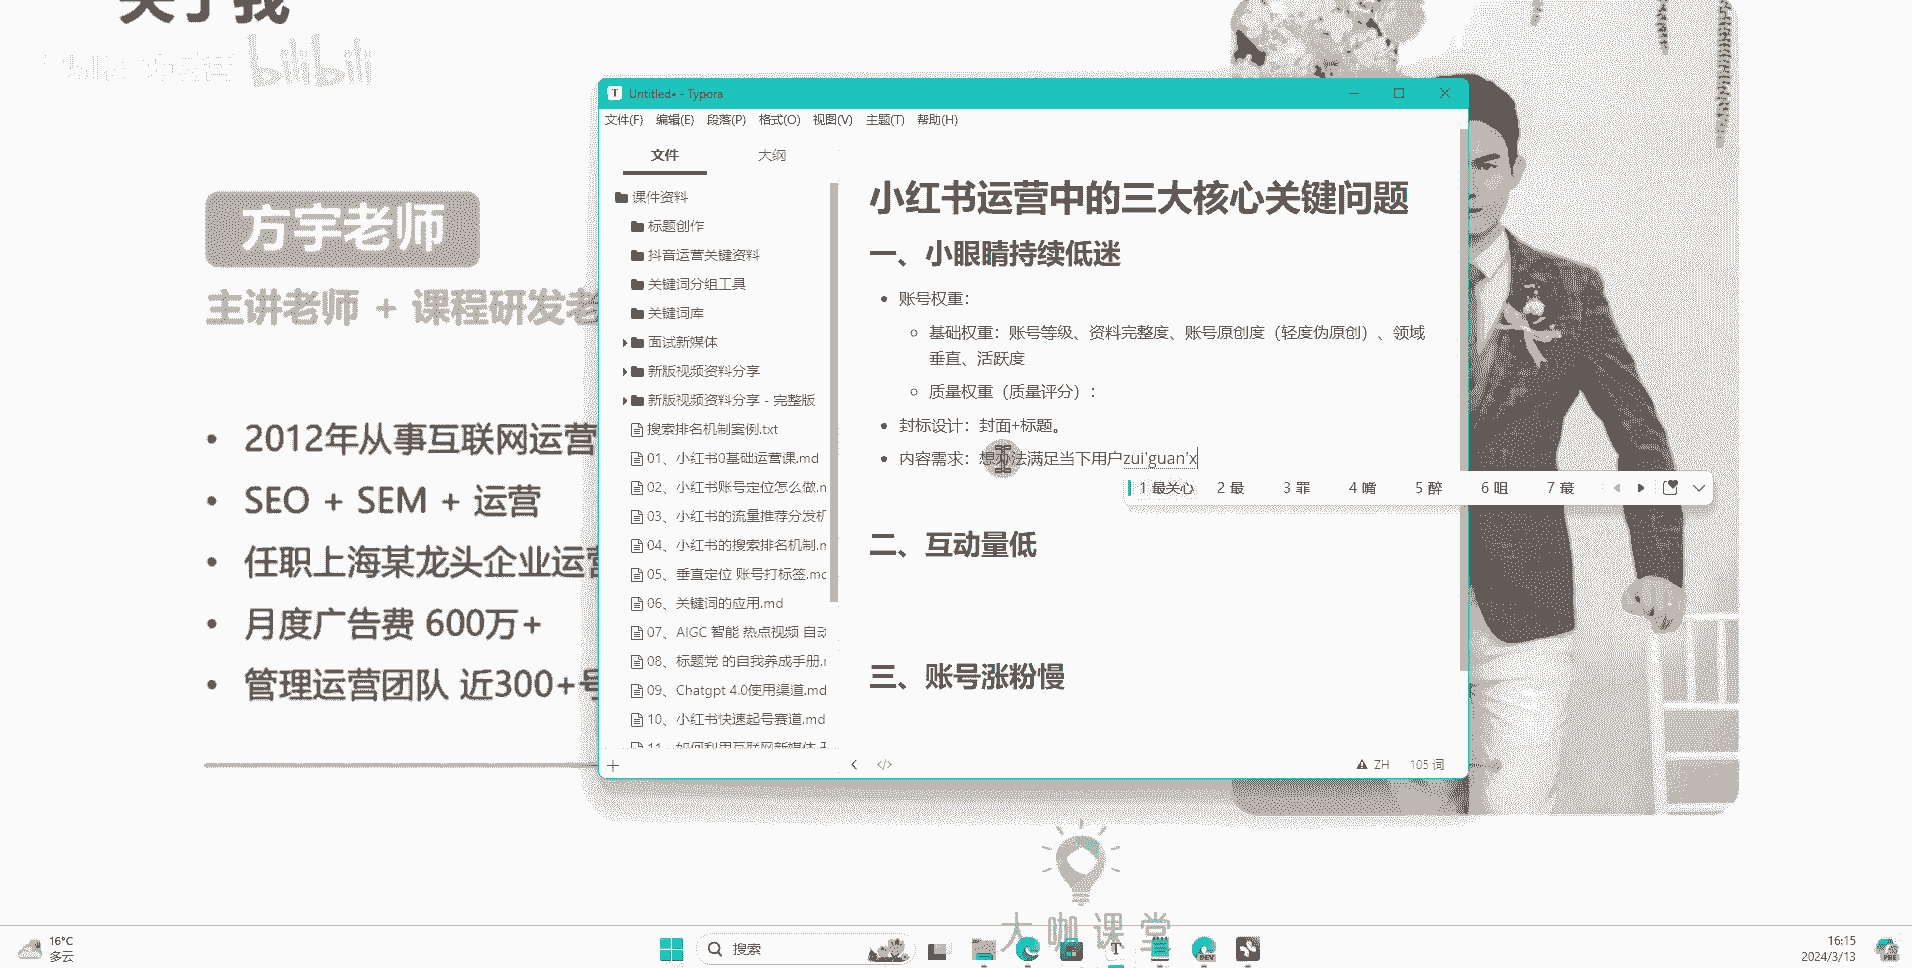 关于我
bilibili
方宇老师
主讲老师 + 课程研发老
2012年从事互联网运营
SEO + SEM + 运营
任职上海某龙头企业运营
月度广告费 600万+
管理运营团队 近300+号
Untitled• - Typora
文件(F) 编辑(E) 段落(P) 格式(O) 视图(V) 主题(T) 帮助(H)
文件 大纲
课件资料
标题创作
抖音运营关键资料
关键词分组工具
关键词库
面试新媒体
新版视频资料分享
新版视频资料分享 - 完整版
搜索排名机制案例.txt
01、小红书0基础运营课.md
02、小红书账号定位怎么做.m
03、小红书的流量推荐分发机
04、小红书的搜索排名机制.m
05、垂直定位 账号打标签.md
06、关键词的应用.md
07、AIGC 智能 热点视频 自动
08、标题党 的自我养成手册.
09、Chatgpt 4.0使用渠道.md
10、小红书快速起号赛道.md
11、如何利用互联网新媒体
小红书运营中的三大核心关键问题
一、小眼睛持续低迷
账号权重：
基础权重：账号等级、资料完整度、账号原创度（轻度伪原创）、领域
垂直、活跃度
质量权重（质量评分）：
封标设计：封面+标题。
内容需求：想办法满足当下用户zui'guan'x
1 最关心 2 最 3 罪 4 嘴 5 醉 6 咀 7 蕞
二、互动量低
三、账号涨粉慢
ZH 105 词
大咖课堂
16°C
多云
搜索
T
DEV
16:15
2024/3/13
PRE